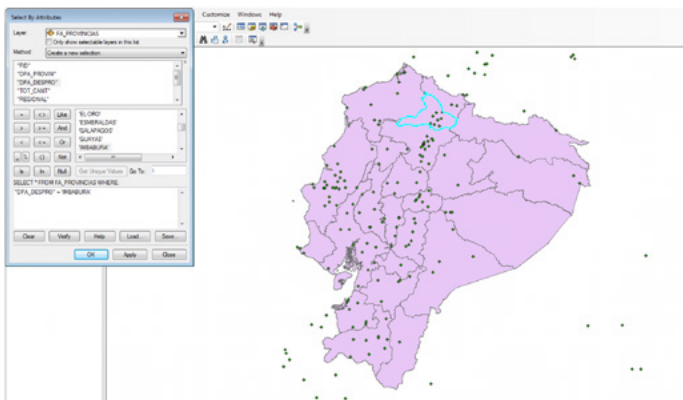 Select By Attributes
Customize Windows Help
Layer: FA_PROVINCIAS
Only show selectable layers in this list
Method: Create a new selection
"FID"
"DPA_PROVIN"
"DPA_DESPRO"
"TOT_CANT"
"REGIONAL"
= <> Like 'EL ORO'
> >= And 'ESMERALDAS'
'GALAPAGOS'
< <= Or 'GUAYAS'
'IMBABURA'
_ % () Not
Is In Null Get Unique Values Go To:
SELECT * FROM FA_PROVINCIAS WHERE:
"DPA_DESPRO" = 'IMBABURA'
Clear Verify Help Load... Save...
OK Apply Close